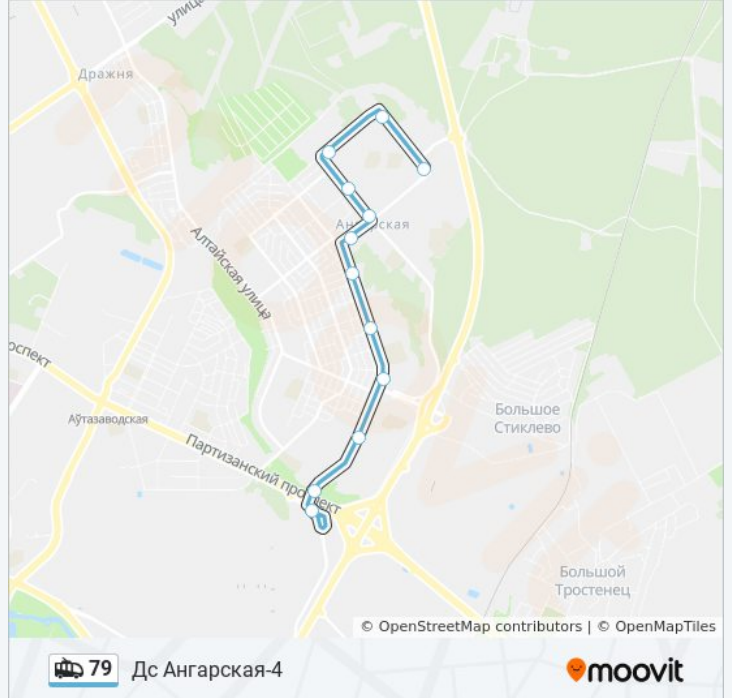 улица
Дражня
Ангарская
Алтайская улица
Аўтазаводская
Партизанский проспект
Большое
Стиклево
Большой
Тростенец
© OpenStreetMap contributors | © OpenMapTiles
79 Дс Ангарская-4
moovit